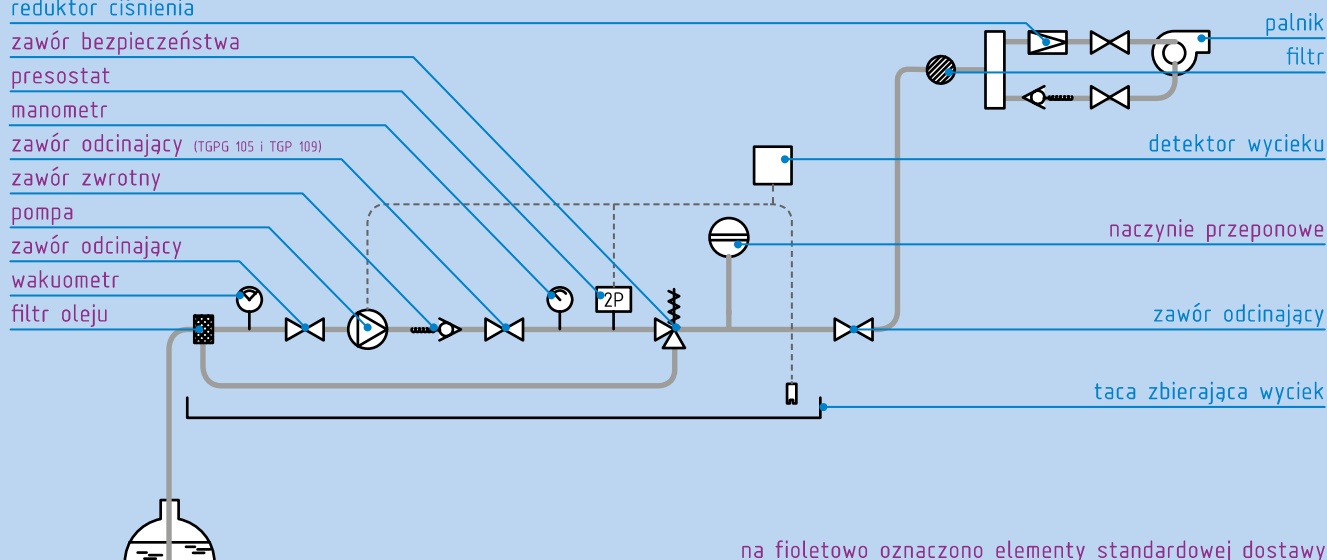 reduktor ciśnienia
zawór bezpieczeństwa
presostat
manometr
zawór odcinający (TGPG 105 i TGP 109)
zawór zwrotny
pompa
zawór odcinający
wakuometr
filtr oleju
2P
palnik
filtr
detektor wycieku
naczynie przeponowe
zawór odcinający
taca zbierająca wyciek
na fioletowo oznaczono elementy standardowej dostawy